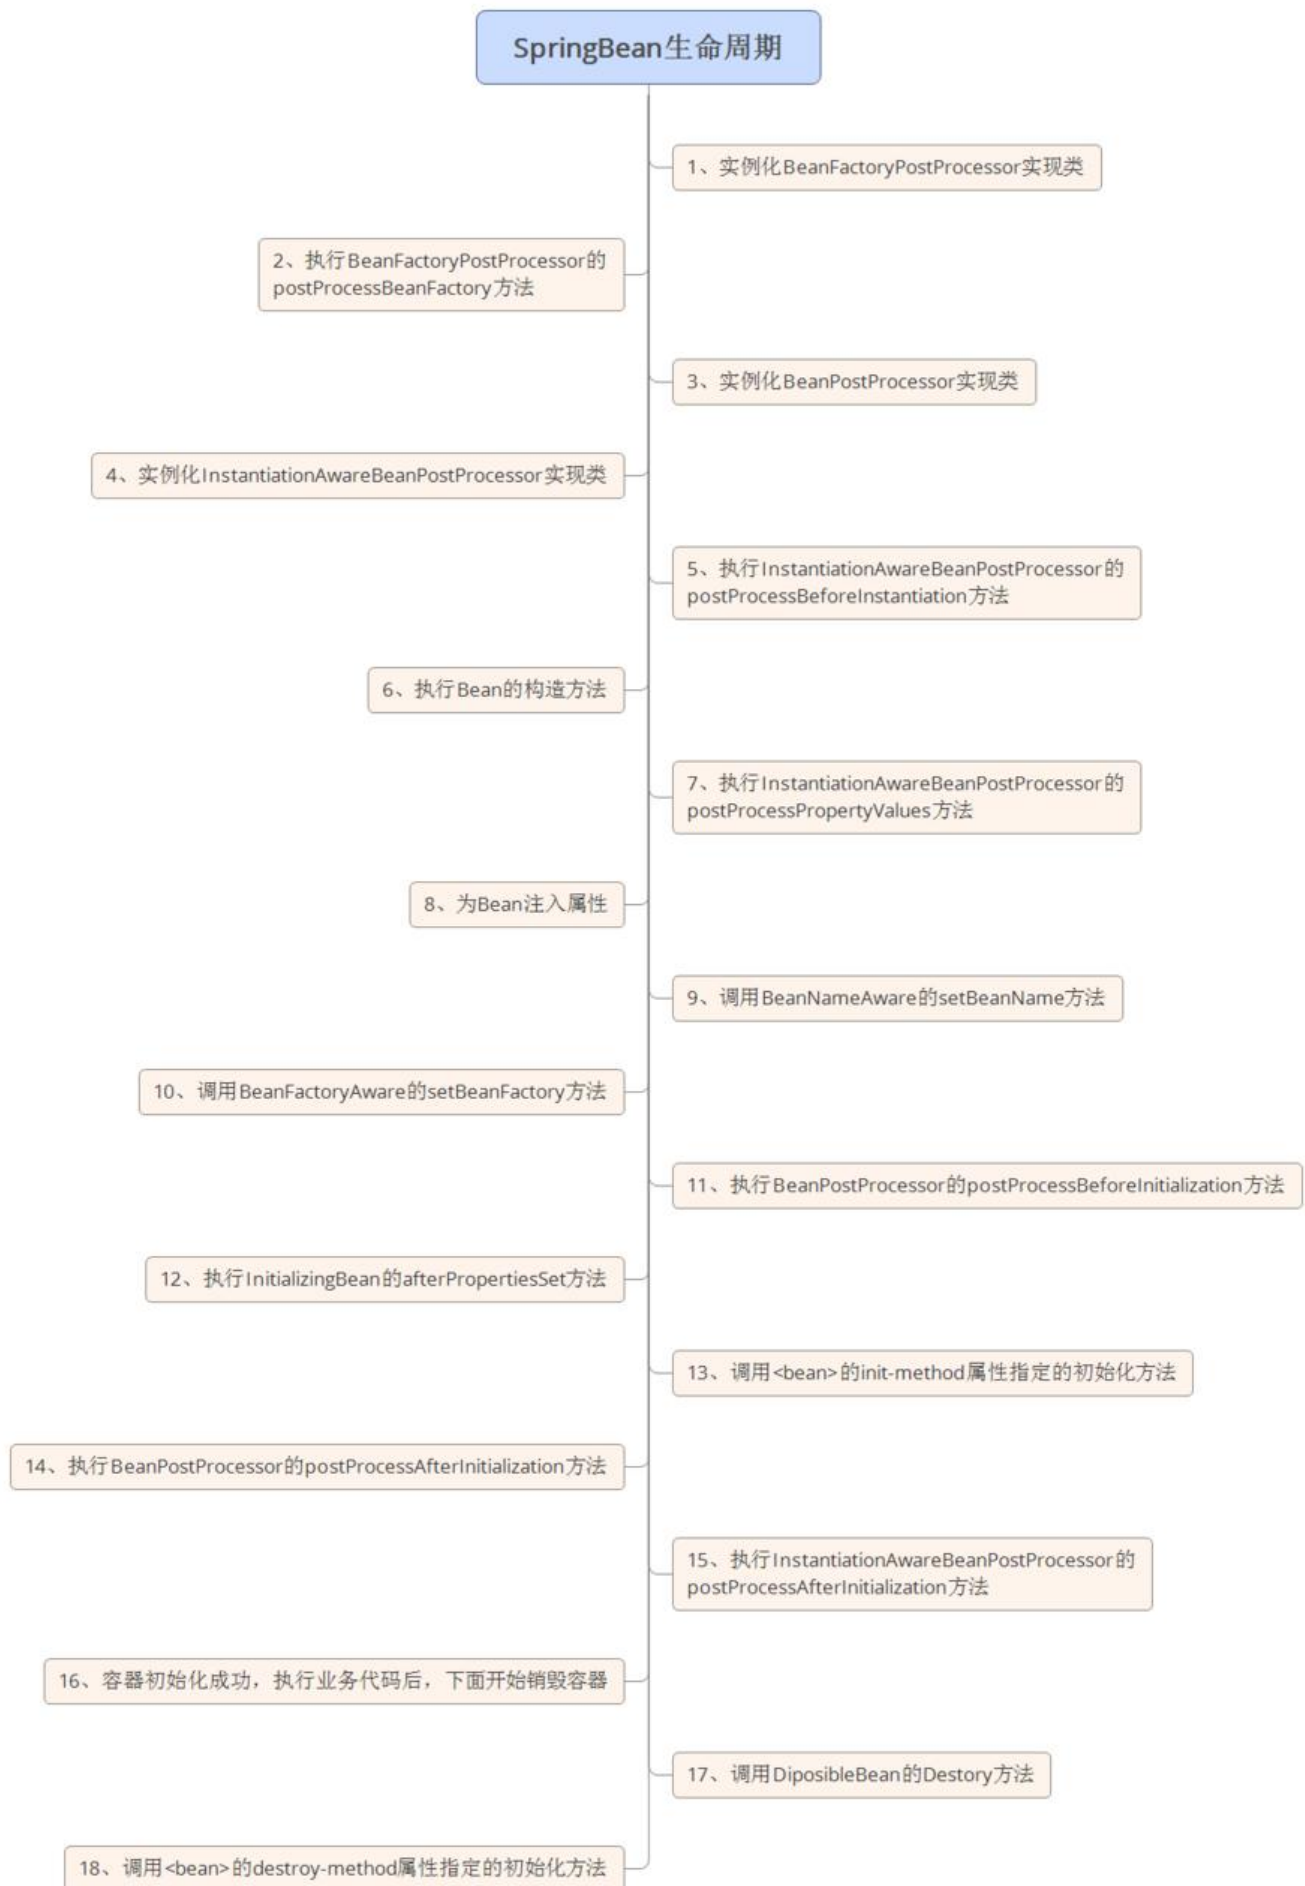 SpringBean生命周期
1、实例化BeanFactoryPostProcessor实现类
2、执行BeanFactoryPostProcessor的
postProcessBeanFactory方法
3、实例化BeanPostProcessor实现类
4、实例化InstantiationAwareBeanPostProcessor实现类
5、执行InstantiationAwareBeanPostProcessor的
postProcessBeforeInstantiation方法
6、执行Bean的构造方法
7、执行InstantiationAwareBeanPostProcessor的
postProcessPropertyValues方法
8、为Bean注入属性
9、调用BeanNameAware的setBeanName方法
10、调用BeanFactoryAware的setBeanFactory方法
11、执行BeanPostProcessor的postProcessBeforeInitialization方法
12、执行InitializingBean的afterPropertiesSet方法
13、调用<bean>的init-method属性指定的初始化方法
14、执行BeanPostProcessor的postProcessAfterInitialization方法
15、执行InstantiationAwareBeanPostProcessor的
postProcessAfterInitialization方法
16、容器初始化成功，执行业务代码后，下面开始销毁容器
17、调用DiposibleBean的Destory方法
18、调用<bean>的destroy-method属性指定的初始化方法